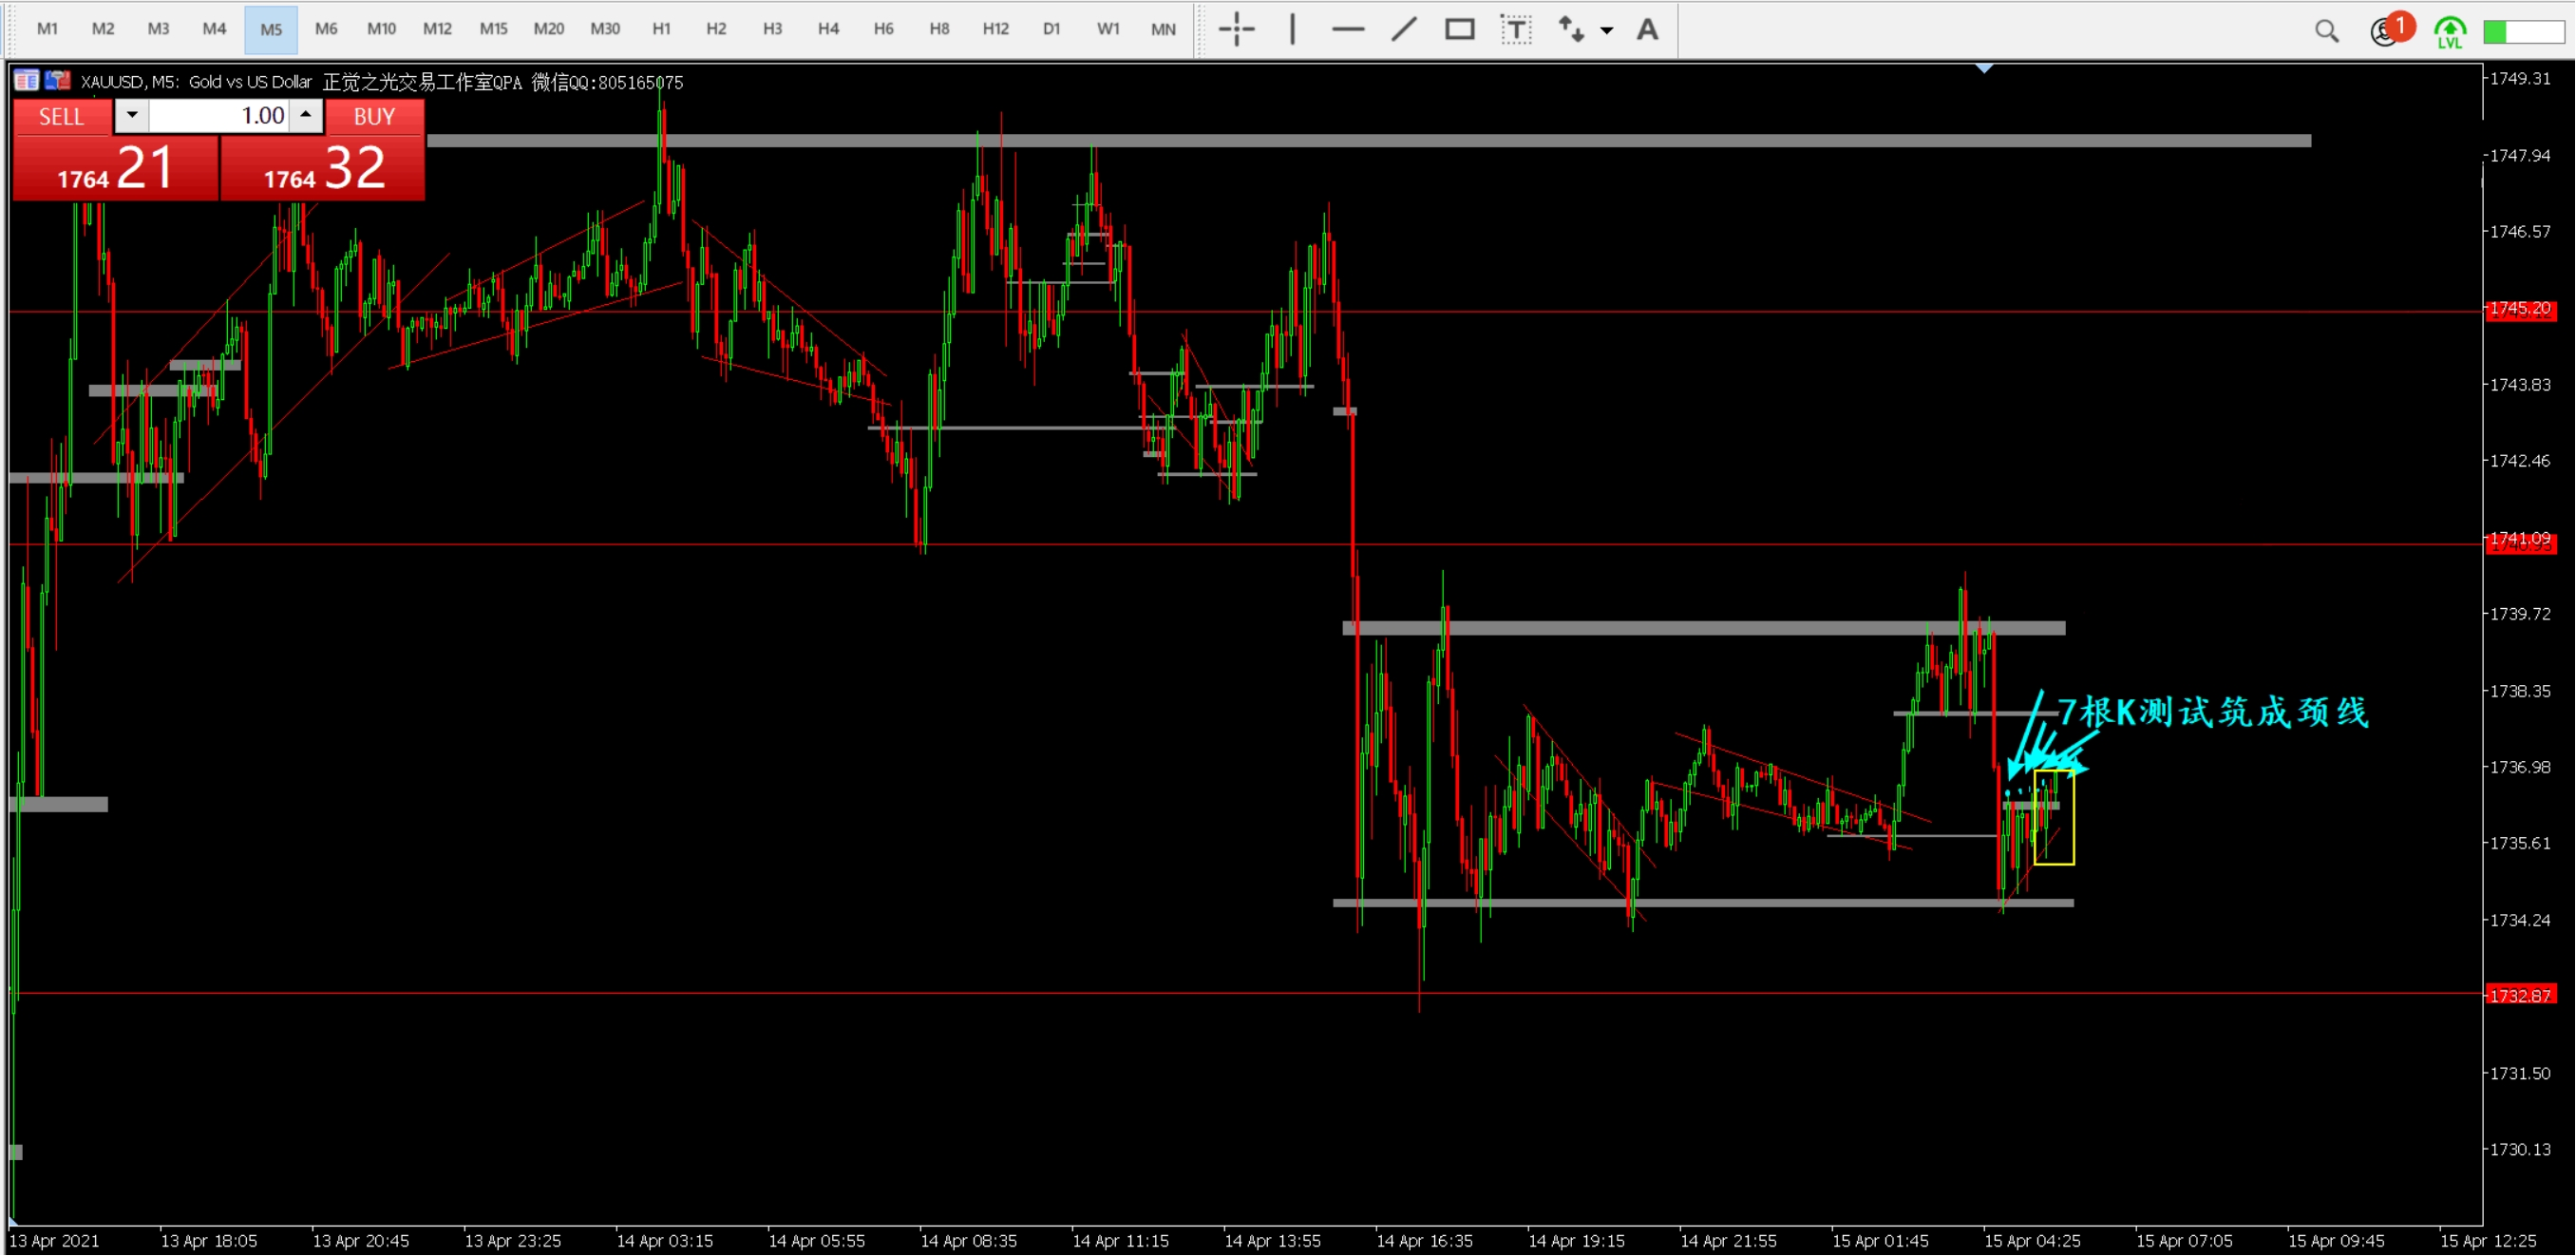 M1 M2 M3 M4 M5 M6 M10 M12 M15 M20 M30 H1 H2 H3 H4 H6 H8 H12 D1 W1 MN T A 1 LVL
XAUUSD, M5: Gold vs US Dollar 正觉之光交易工作室QPA 微信QQ:805165075
SELL 1.00 BUY
1764 21 1764 32
1749.31
1747.94
1746.57
1745.20
1743.83
1742.46
1741.09
1739.72
1738.35
7根K测试筑成颈线
1736.98
1735.61
1734.24
1732.87
1731.50
1730.13
13 Apr 2021 13 Apr 18:05 13 Apr 20:45 13 Apr 23:25 14 Apr 03:15 14 Apr 05:55 14 Apr 08:35 14 Apr 11:15 14 Apr 13:55 14 Apr 16:35 14 Apr 19:15 14 Apr 21:55 15 Apr 01:45 15 Apr 04:25 15 Apr 07:05 15 Apr 09:45 15 Apr 12:25